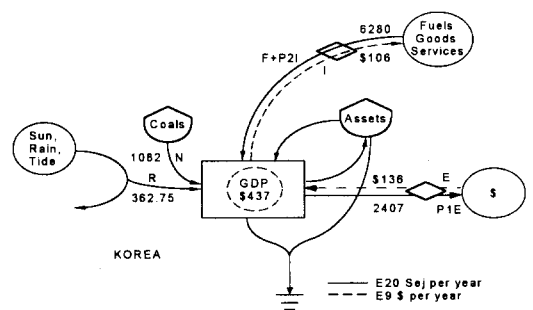 6280
Fuels
Goods
Services
F+P2I
$106
I
Coals
Assets
Sun,
Rain,
Tide
1062 N
R
362.75
GDP
$437
$136 E
2407 P1E
$
KOREA
E20 Sej per year
E9 $ per year